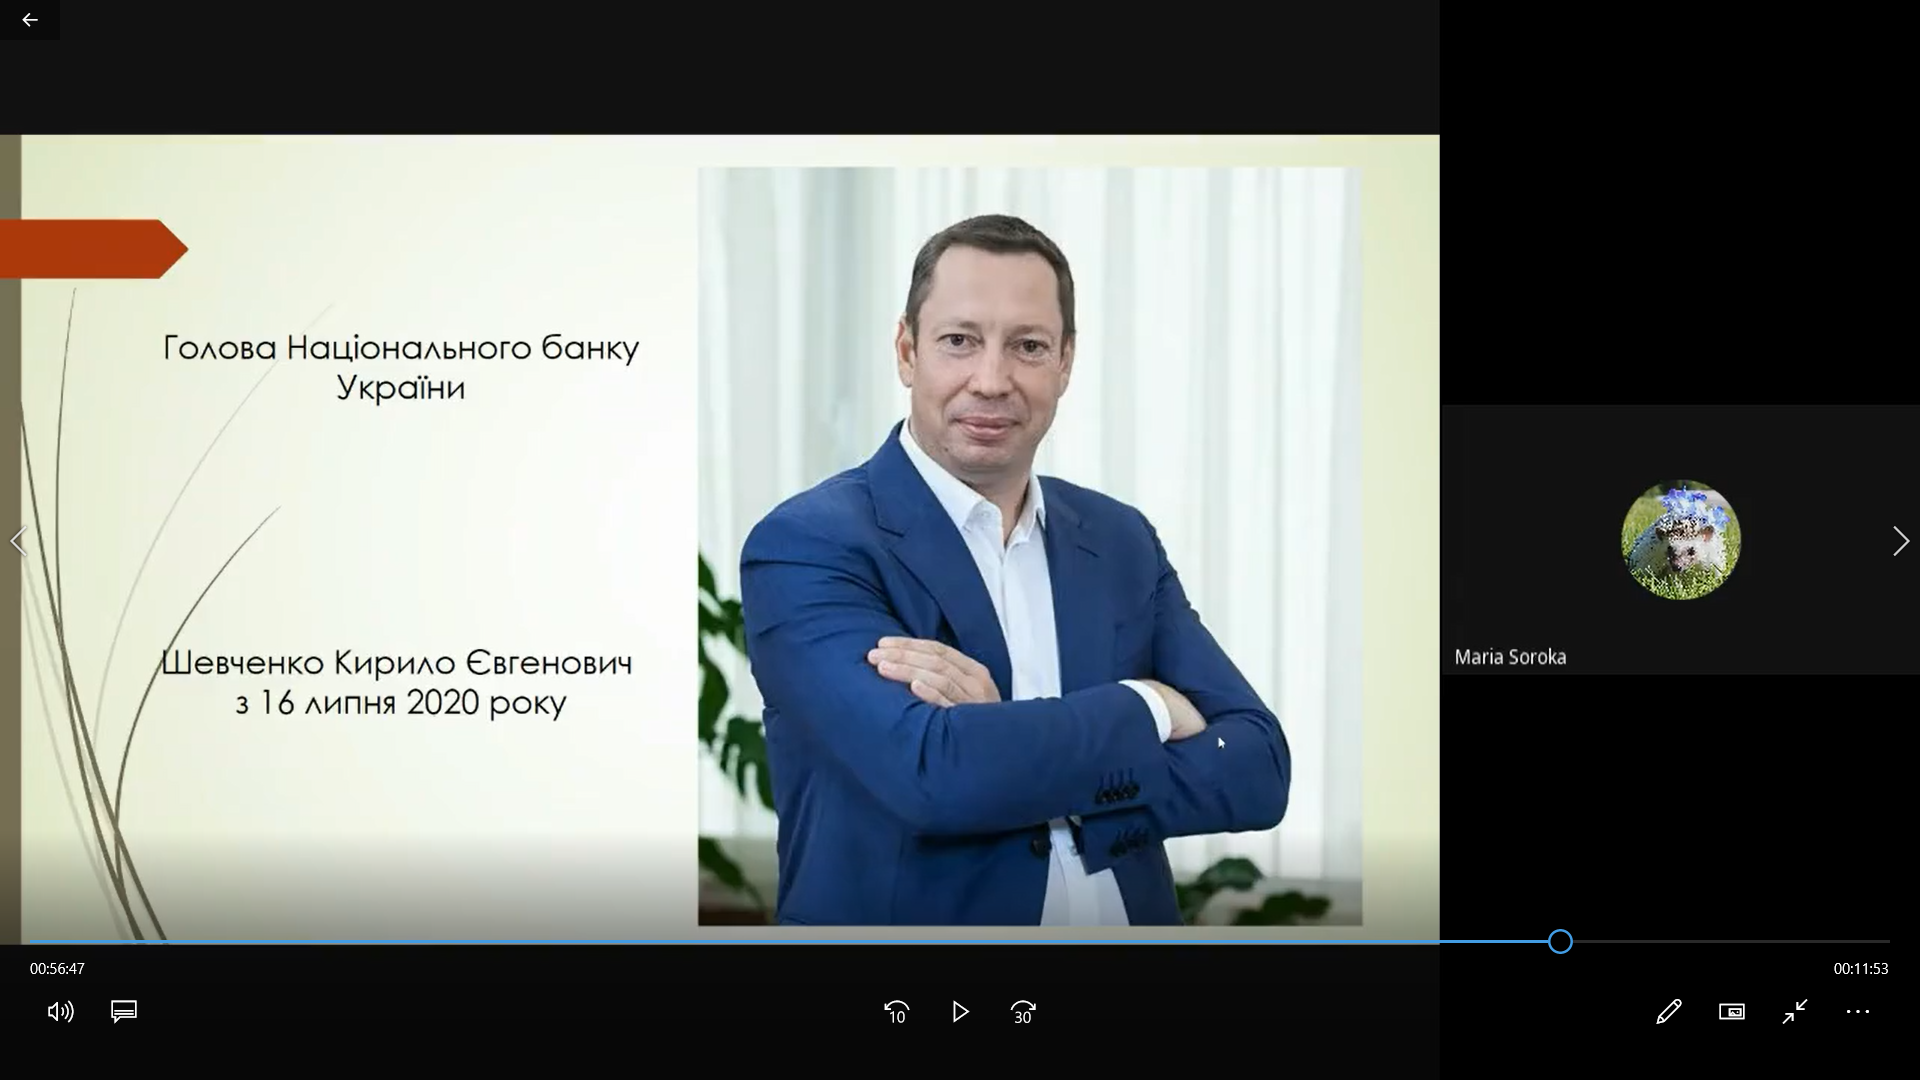 Голова Національного банку
України
Шевченко Кирило Євгенович
з 16 липня 2020 року
Maria Soroka
00:56:47
00:11:53
10
30